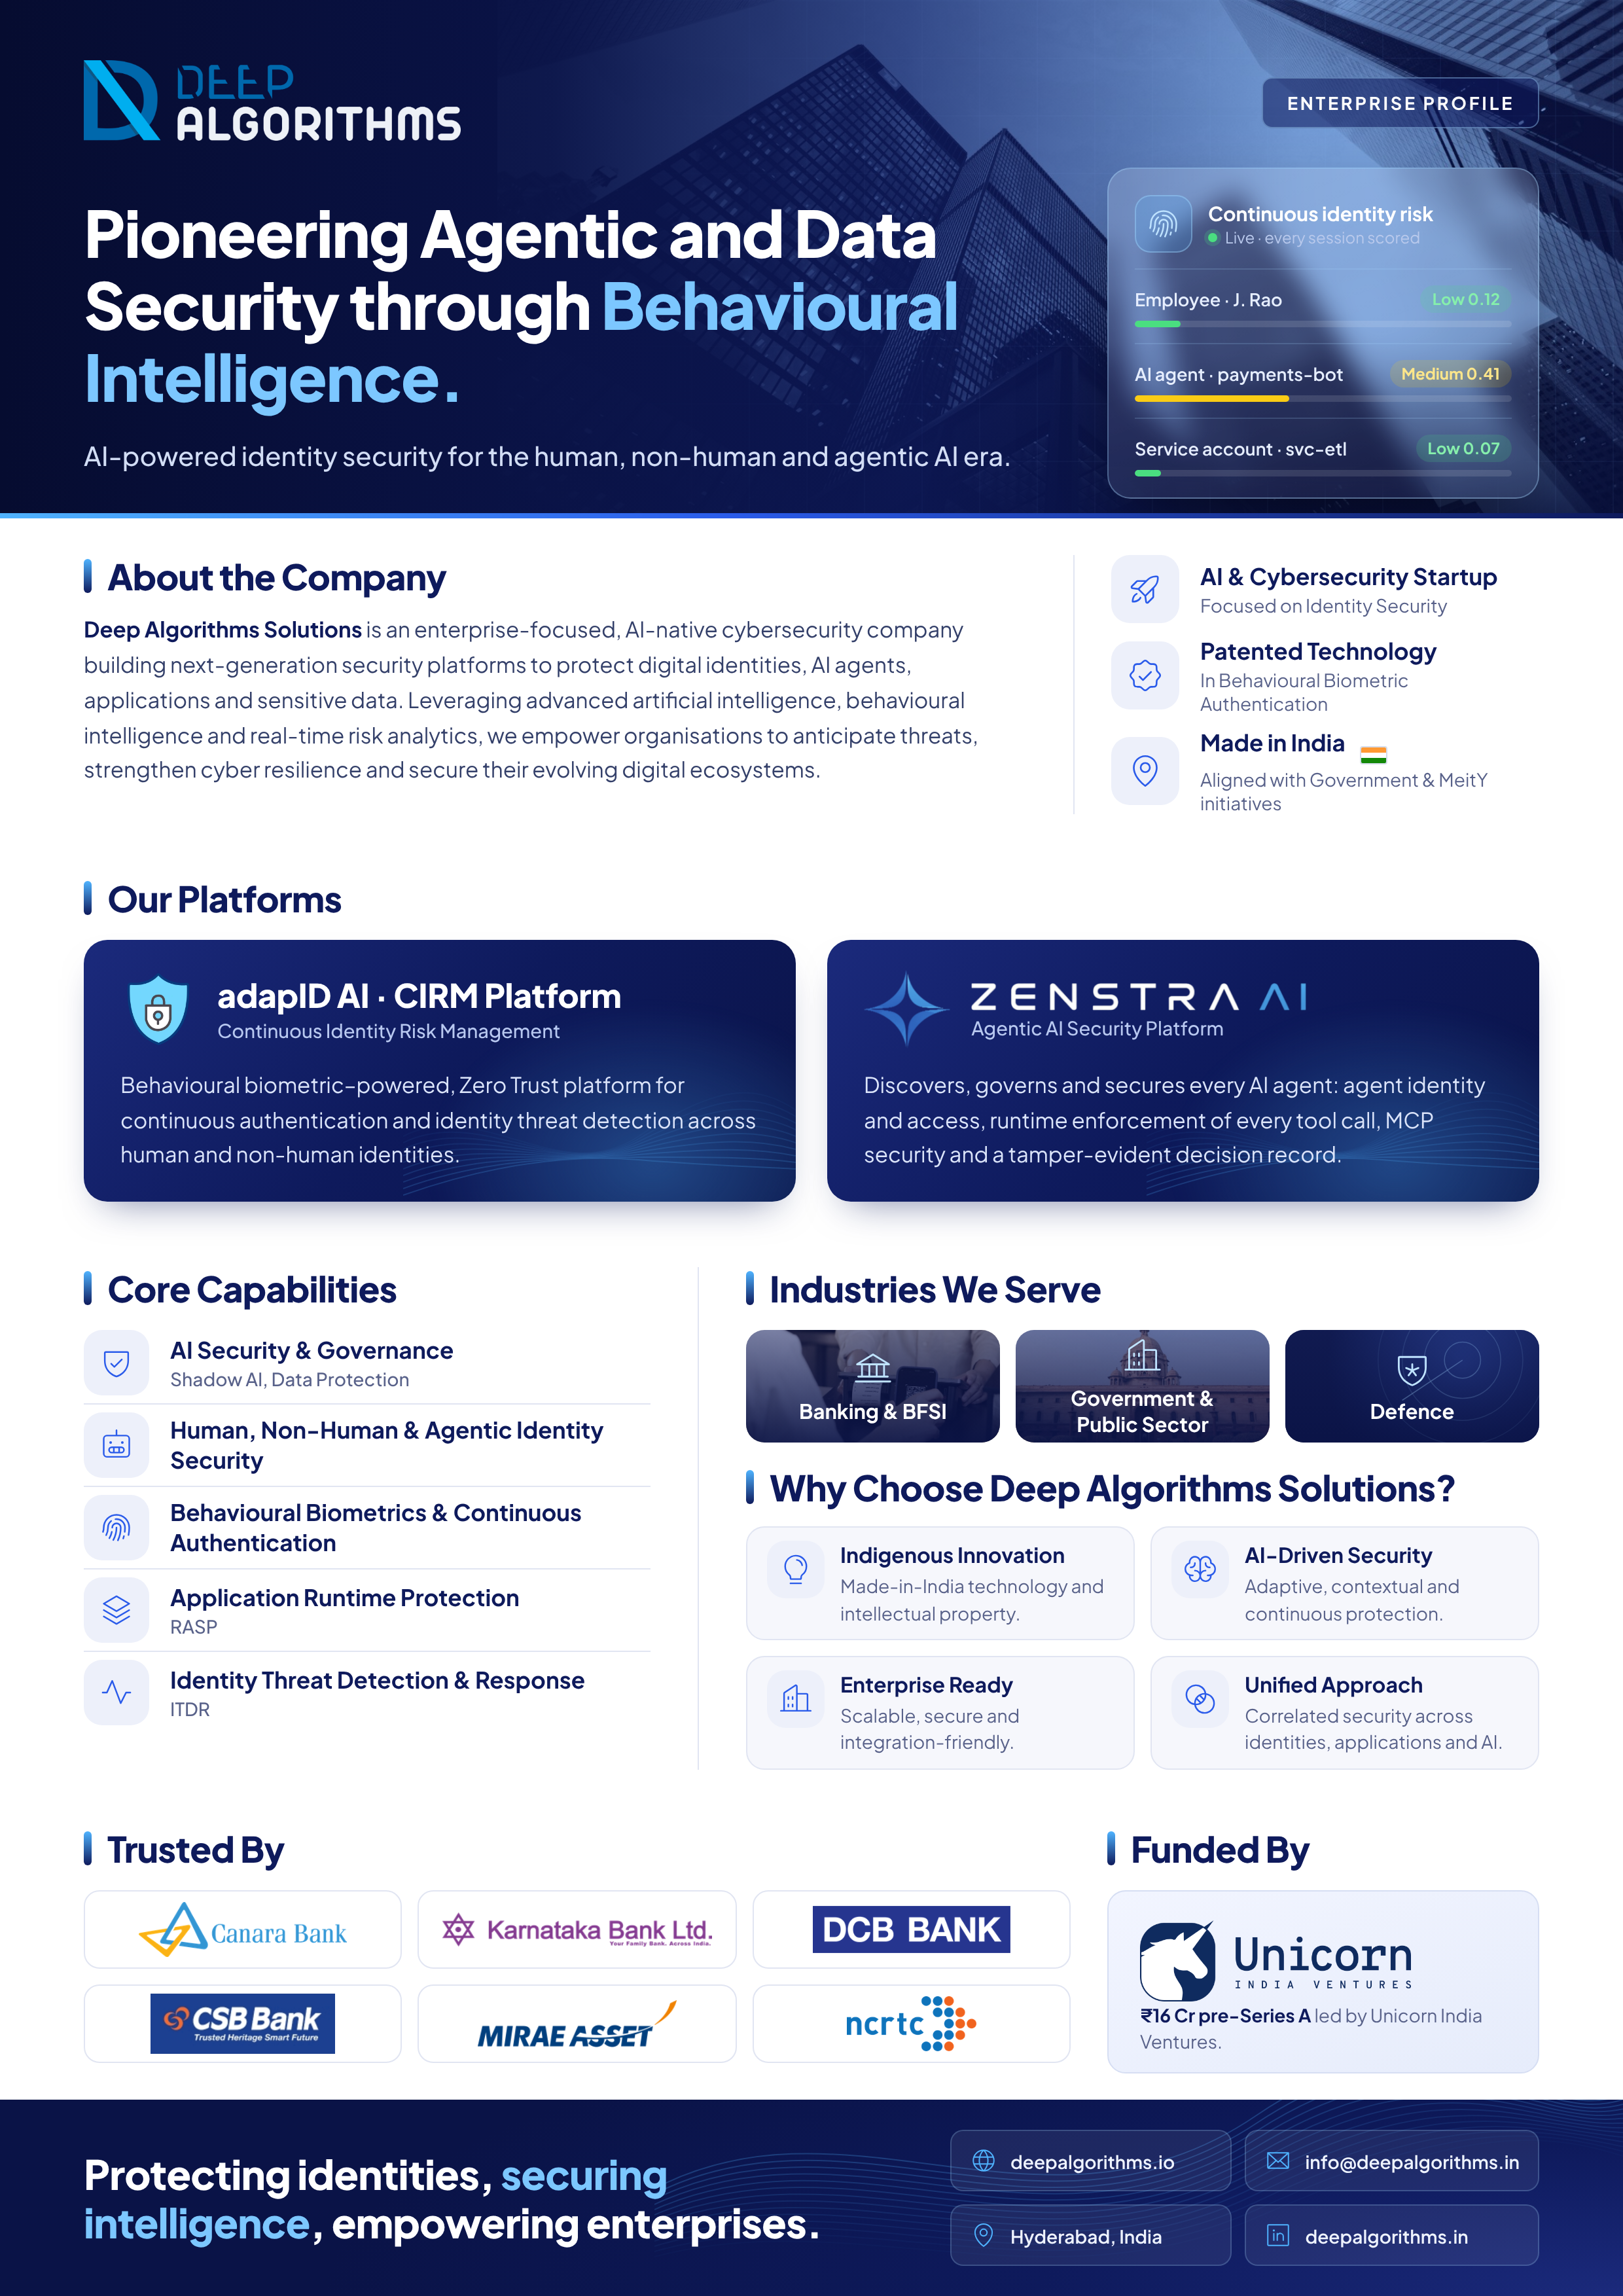 DEEP
ALGORITHMS
ENTERPRISE PROFILE
Pioneering Agentic and Data
Security through Behavioural
Intelligence.
AI-powered identity security for the human, non-human and agentic AI era.
Continuous identity risk
Live · every session scored
Employee · J. Rao
Low 0.12
AI agent · payments-bot
Medium 0.41
Service account · svc-etl
Low 0.07
About the Company
Deep Algorithms Solutions is an enterprise-focused, AI-native cybersecurity company
building next-generation security platforms to protect digital identities, AI agents,
applications and sensitive data. Leveraging advanced artificial intelligence, behavioural
intelligence and real-time risk analytics, we empower organisations to anticipate threats,
strengthen cyber resilience and secure their evolving digital ecosystems.
AI & Cybersecurity Startup
Focused on Identity Security
Patented Technology
In Behavioural Biometric
Authentication
Made in India
Aligned with Government & MeitY
initiatives
Our Platforms
adapID AI · CIRM Platform
Continuous Identity Risk Management
Behavioural biometric–powered, Zero Trust platform for
continuous authentication and identity threat detection across
human and non-human identities.
ZENSTRA AI
Agentic AI Security Platform
Discovers, governs and secures every AI agent: agent identity
and access, runtime enforcement of every tool call, MCP
security and a tamper-evident decision record.
Core Capabilities
AI Security & Governance
Shadow AI, Data Protection
Human, Non-Human & Agentic Identity
Security
Behavioural Biometrics & Continuous
Authentication
Application Runtime Protection
RASP
Identity Threat Detection & Response
ITDR
Industries We Serve
Banking & BFSI
Government &
Public Sector
Defence
Why Choose Deep Algorithms Solutions?
Indigenous Innovation
Made-in-India technology and
intellectual property.
AI-Driven Security
Adaptive, contextual and
continuous protection.
Enterprise Ready
Scalable, secure and
integration-friendly.
Unified Approach
Correlated security across
identities, applications and AI.
Trusted By
Canara Bank
Karnataka Bank Ltd.
Your Family Bank. Across India.
DCB BANK
CSB Bank
Trusted Heritage Smart Future
MIRAE ASSET
ncrtc
Funded By
Unicorn
INDIA VENTURES
₹16 Cr pre-Series A led by Unicorn India
Ventures.
Protecting identities, securing
intelligence, empowering enterprises.
deepalgorithms.io
info@deepalgorithms.in
Hyderabad, India
in
deepalgorithms.in